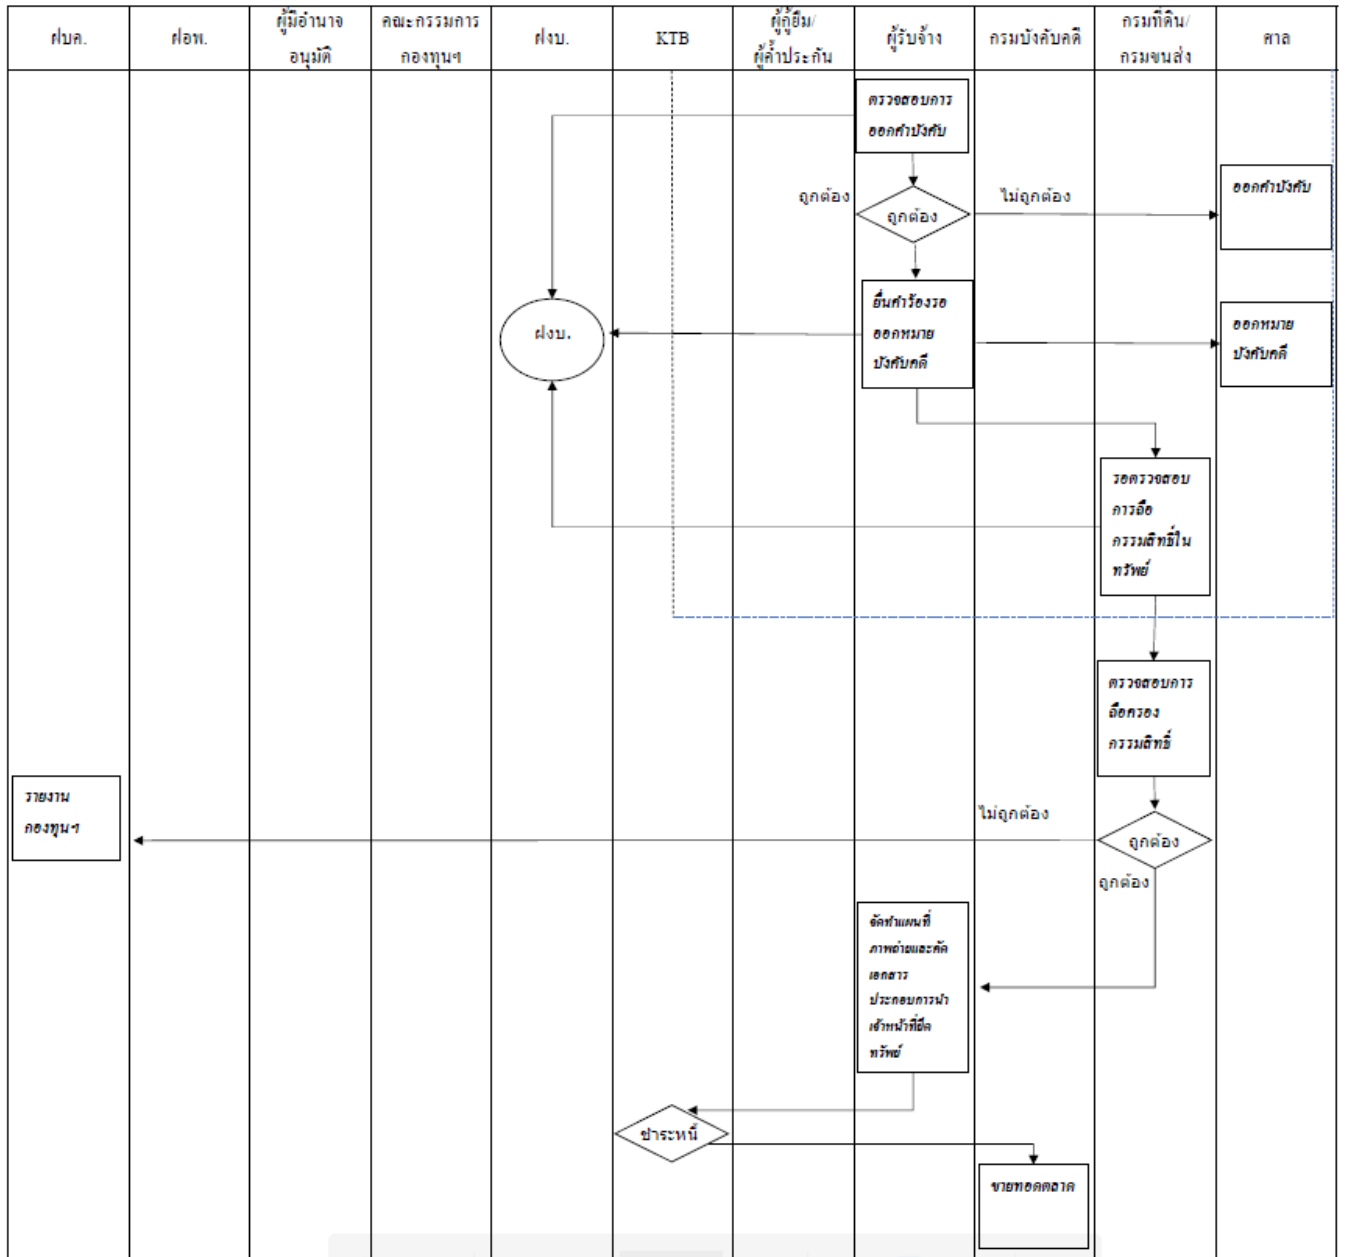 ฝบค.
ฝอพ.
ผู้มีอำนาจ
อนุมัติ
คณะกรรมการ
กองทุนฯ
ฝงบ.
KTB
ผู้กู้ยืม/
ผู้ค้ำประกัน
ผู้รับจ้าง
กรมบังคับคดี
กรมที่ดิน/
กรมขนส่ง
ศาล
ตรวจสอบการ
ออกคำบังคับ
ถูกต้อง
ถูกต้อง
ไม่ถูกต้อง
ออกคำบังคับ
ฝงบ.
ยื่นคำร้องขอ
ออกหมาย
บังคับคดี
ออกหมาย
บังคับคดี
รอตรวจสอบ
การถือ
กรรมสิทธิ์ใน
ทรัพย์
ตรวจสอบการ
ถือครอง
กรรมสิทธิ์
รายงาน
กองทุนฯ
ไม่ถูกต้อง
ถูกต้อง
ถูกต้อง
จัดทำแผนที่
ภาพถ่ายและคัด
เอกสาร
ประกอบการนำ
เจ้าหน้าที่ยึด
ทรัพย์
ชำระหนี้
ขายทอดตลาด